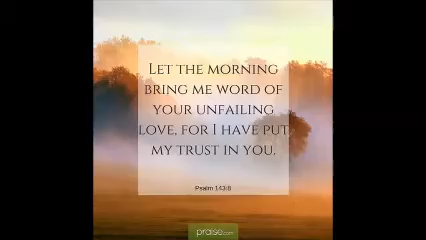 Let the morning
bring me word of
your unfailing
love, for I have put
my trust in you.
Psalm 143:8
praise.com